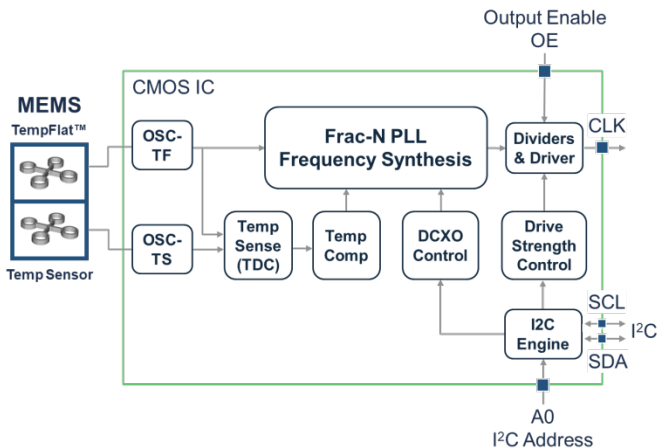 Output Enable
OE
CMOS IC
MEMS
TempFlat™
OSC-
TF
Frac-N PLL
Frequency Synthesis
Dividers
& Driver
CLK
OSC-
TS
Temp
Sense
(TDC)
Temp
Comp
DCXO
Control
Drive
Strength
Control
Temp Sensor
I2C
Engine
SCL
I²C
SDA
A0
I²C Address